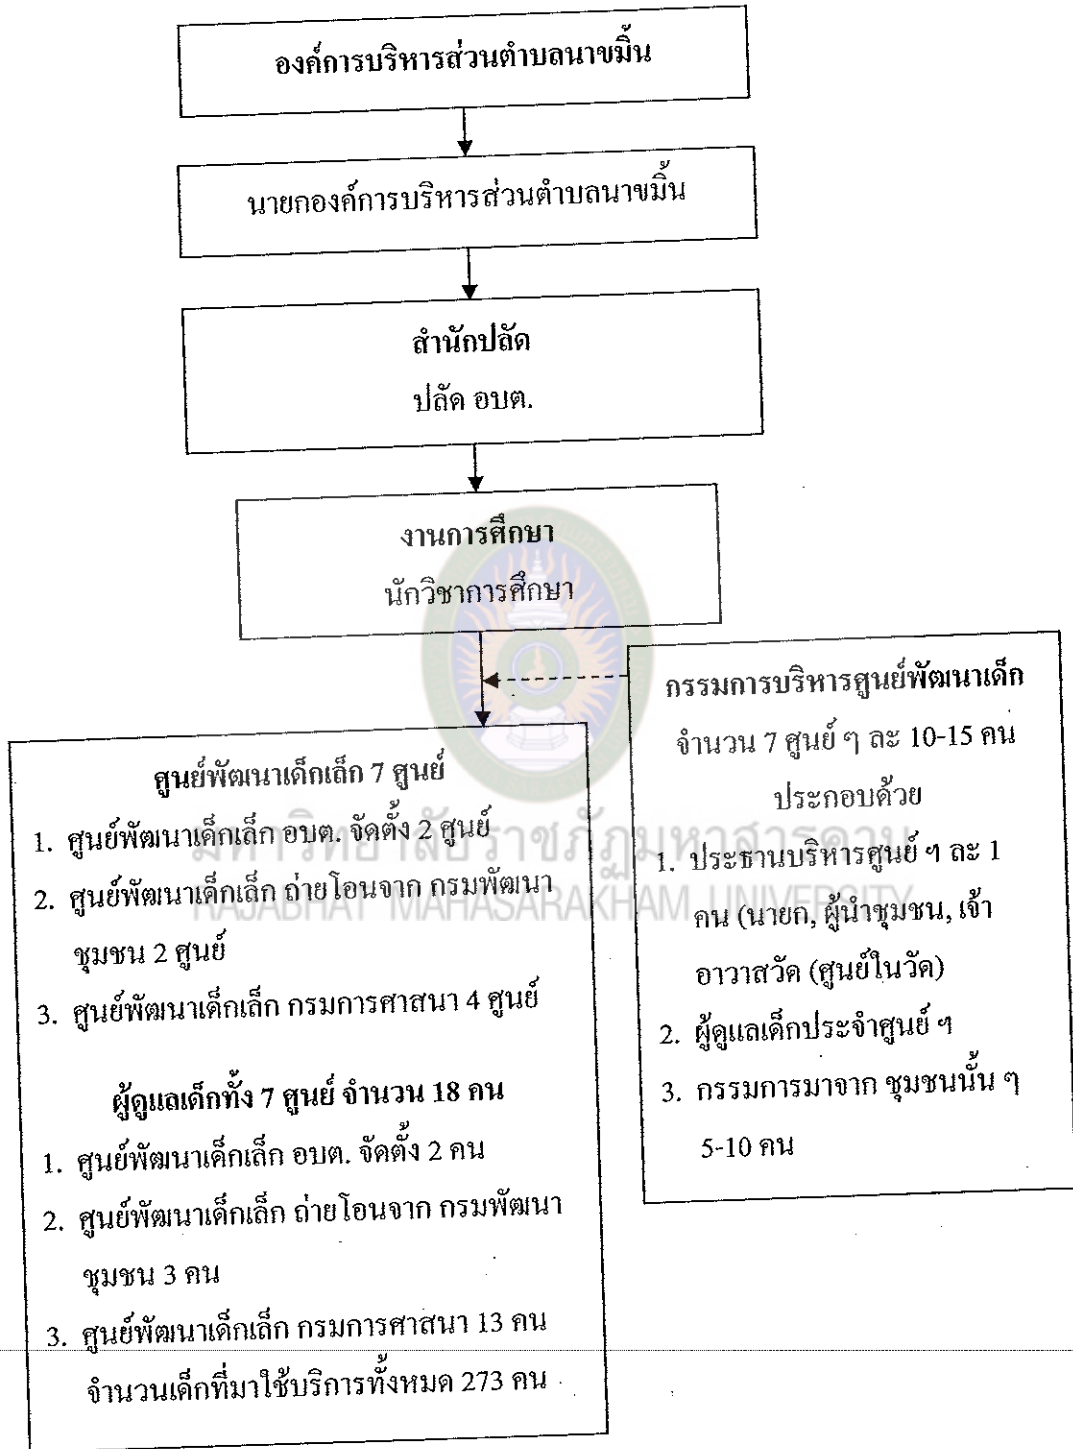 องค์การบริหารส่วนตำบลนาขมิ้น
นายกองค์การบริหารส่วนตำบลนาขมิ้น
สำนักปลัด
ปลัด อบต.
งานการศึกษา
นักวิชาการศึกษา
กรรมการบริหารศูนย์พัฒนาเด็ก
จำนวน 7 ศูนย์ ๆ ละ 10-15 คน
ประกอบด้วย
1. ประธานบริหารศูนย์ ฯ ละ 1
คน (นายก, ผู้นำชุมชน, เจ้า
อาวาสวัด (ศูนย์ในวัด)
2. ผู้ดูแลเด็กประจำศูนย์ ฯ
3. กรรมการมาจาก ชุมชนนั้น ๆ
5-10 คน
ศูนย์พัฒนาเด็กเล็ก 7 ศูนย์
1. ศูนย์พัฒนาเด็กเล็ก อบต. จัดตั้ง 2 ศูนย์
2. ศูนย์พัฒนาเด็กเล็ก ถ่ายโอนจาก กรมพัฒนา
ชุมชน 2 ศูนย์
3. ศูนย์พัฒนาเด็กเล็ก กรมการศาสนา 4 ศูนย์
ผู้ดูแลเด็กทั้ง 7 ศูนย์ จำนวน 18 คน
1. ศูนย์พัฒนาเด็กเล็ก อบต. จัดตั้ง 2 คน
2. ศูนย์พัฒนาเด็กเล็ก ถ่ายโอนจาก กรมพัฒนา
ชุมชน 3 คน
3. ศูนย์พัฒนาเด็กเล็ก กรมการศาสนา 13 คน
จำนวนเด็กที่มาใช้บริการทั้งหมด 273 คน
มหาวิทยาลัยราชภัฏมหาสารคาม
RAJABHAT MAHASARAKHAM UNIVERSITY